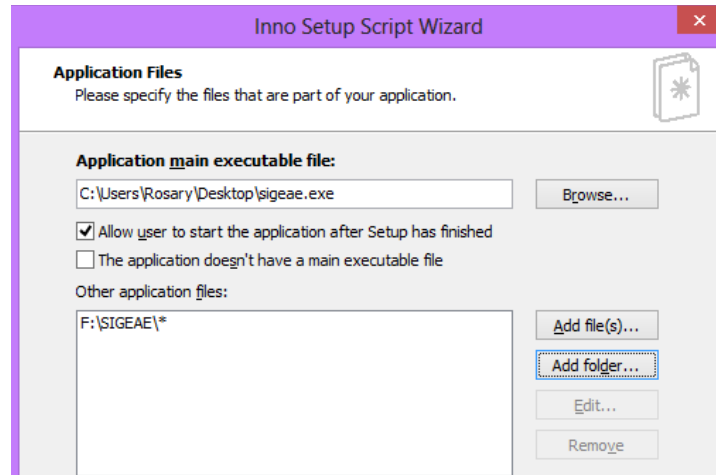 Inno Setup Script Wizard
Application Files
Please specify the files that are part of your application.
Application main executable file:
C:\Users\Rosary\Desktop\sigeae.exe
Browse...
Allow user to start the application after Setup has finished
The application doesn't have a main executable file
Other application files:
F:\SIGEAE\*
Add file(s)...
Add folder...
Edit...
Remove